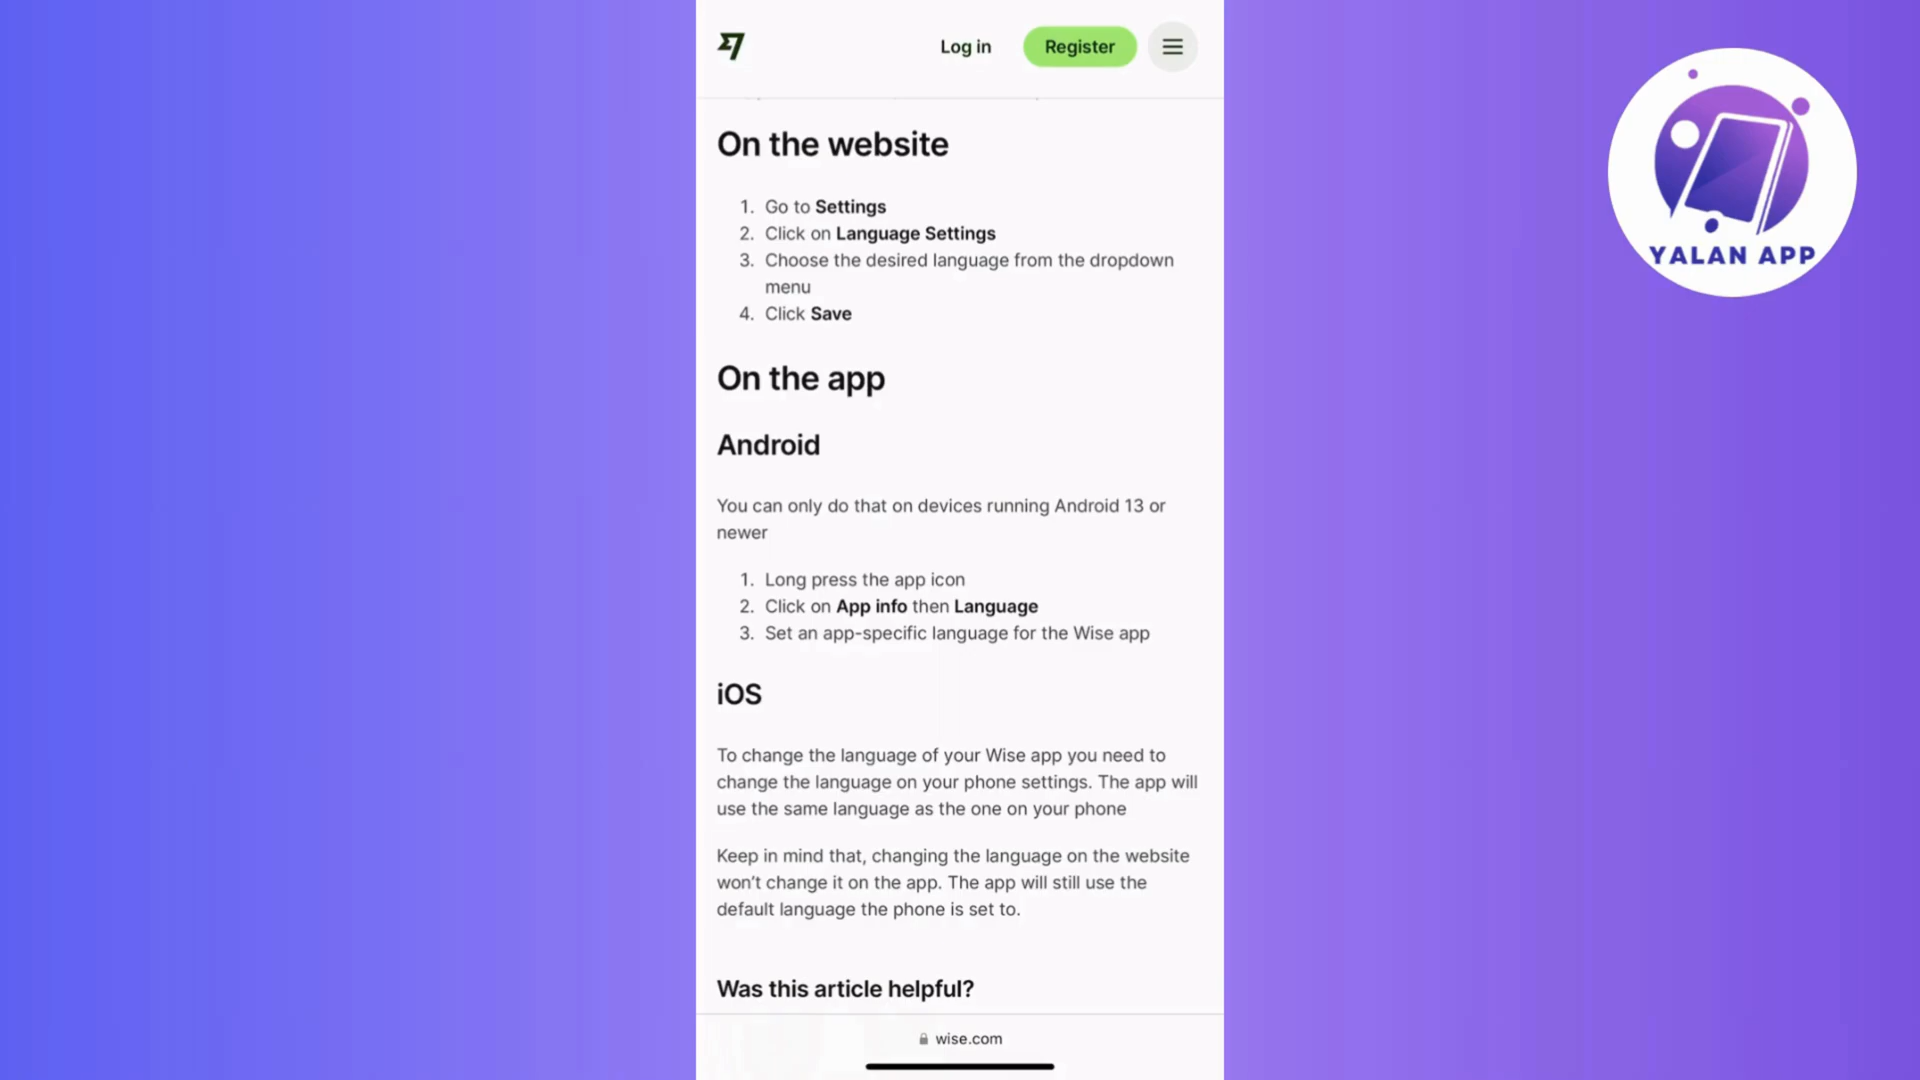 Log in
Register
On the website
1. Go to Settings
2. Click on Language Settings
3. Choose the desired language from the dropdown
menu
4. Click Save
On the app
Android
You can only do that on devices running Android 13 or
newer
1. Long press the app icon
2. Click on App info then Language
3. Set an app-specific language for the Wise app
iOS
To change the language of your Wise app you need to
change the language on your phone settings. The app will
use the same language as the one on your phone
Keep in mind that, changing the language on the website
won't change it on the app. The app will still use the
default language the phone is set to.
Was this article helpful?
wise.com
YALAN APP